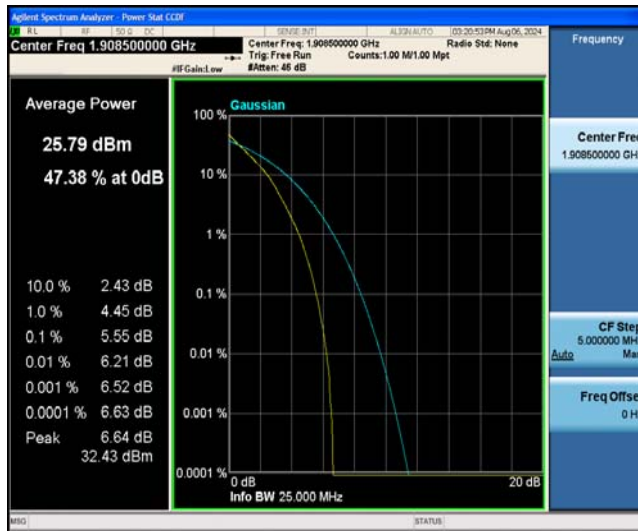 Agilent Spectrum Analyzer - Power Stat CCDF
RL RF 50 Ω DC SENSE:INT ALIGN AUTO 03:20:53 PM Aug 06, 2024
Center Freq 1.908500000 GHz
Center Freq: 1.908500000 GHz Radio Std: None
Trig: Free Run Counts:1.00 M/1.00 Mpt
#IFGain:Low #Atten: 46 dB
Frequency
Average Power
25.79 dBm
47.38 % at 0dB
10.0 % 2.43 dB
1.0 % 4.45 dB
0.1 % 5.55 dB
0.01 % 6.21 dB
0.001 % 6.52 dB
0.0001 % 6.63 dB
Peak 6.64 dB
32.43 dBm
Gaussian
100 %
10 %
1 %
0.1 %
0.01 %
0.001 %
0.0001 %
0 dB 20 dB
Info BW 25.000 MHz
Center Fre
1.908500000 GH
CF Step
5.000000 MH
Auto Ma
Freq Offse
0 H
MSG STATUS